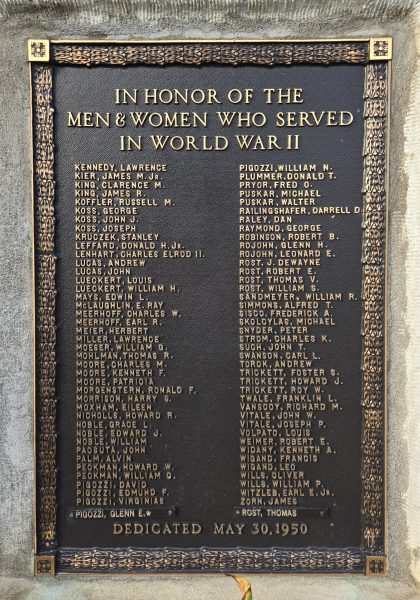 IN HONOR OF THE
MEN & WOMEN WHO SERVED
IN WORLD WAR II
KENNEDY, LAWRENCE
KIER, JAMES M. JR.
KING, CLARENCE M.
KING, JAMES R.
KOFFLER, RUSSELL M.
KOSS, GEORGE
KOSS, JOHN J.
KOSS, JOSEPH
KRUCZEK, STANLEY
LEFFARD, DONALD H. JR.
LENHART, CHARLES ELROD II.
LUCAS, ANDREW
LUCAS, JOHN
LUECKERT, LOUIS
LUECKERT, WILLIAM H.
MAYS, EDWIN L.
McLAUGHLIN, E. RAY
MEERHOFF, CHARLES W.
MEERHOFF, EARL R.
MEIER, HERBERT
MILLER, LAWRENCE
MOESER, WILLIAM G.
MOHLMAN, THOMAS R.
MOORE, CHARLES M.
MOORE, KENNETH F.
MOORE, PATRICIA
MORGENSTERN, RONALD F.
MORRISON, HARRY S.
MOXHAM, EILEEN
NICHOLLS, HOWARD R.
NOBLE, GRACE L.
NOBLE, EDWARD J.
NOBLE, WILLIAM
PAOSUTA, JOHN
PALM, ALVIN
PECKMAN, HOWARD W.
PECKMAN, WILLIAM G.
PIGOZZI, DAVID
PIGOZZI, EDMUND F.
PIGOZZI, VIRGINIAS
PIGOZZI, GLENN E.*
PIGOZZI, WILLIAM N.
PLUMMER, DONALD T.
PRYOR, FRED O.
PUSKAR, MICHAEL
PUSKAR, WALTER
RAILINGSHAFER, DARRELL D.
RALEY, DAN
RAYMOND, GEORGE
ROBINSON, ROBERT B.
ROJOHN, GLENN H.
ROJOHN, LEONARD E.
ROST, J. DEWAYNE
ROST, ROBERT E.
ROST, THOMAS V.
ROST, WILLIAM S.
SANDMEYER, WILLIAM R.
SIMMONS, ALFRED T.
SISCO, FREDERICK A.
SKOLCYLAS, MICHAEL
SNYDER, PETER
STROM, CHARLES K.
SUCH, JOHN T.
SWANSON, CARL L.
TOROK, ANDREW
TRICKETT, FOSTER S.
TRICKETT, HOWARD J.
TRICKETT, ROY W.
TWALE, FRANKLIN L.
VANSCOY, RICHARD M.
VITALE, JOHN W.
VITALE, JOSEPH P.
VOLPATO, LOUIS
WEIMER, ROBERT E.
WIDANY, KENNETH A.
WIGAND, FRANCIS
WIGAND, LEO
WILLS, OLIVER
WILLS, WILLIAM P.
WITZLEB, EARL E. JR.
ZORN, JAMES
ROST, THOMAS
DEDICATED MAY 30, 1950